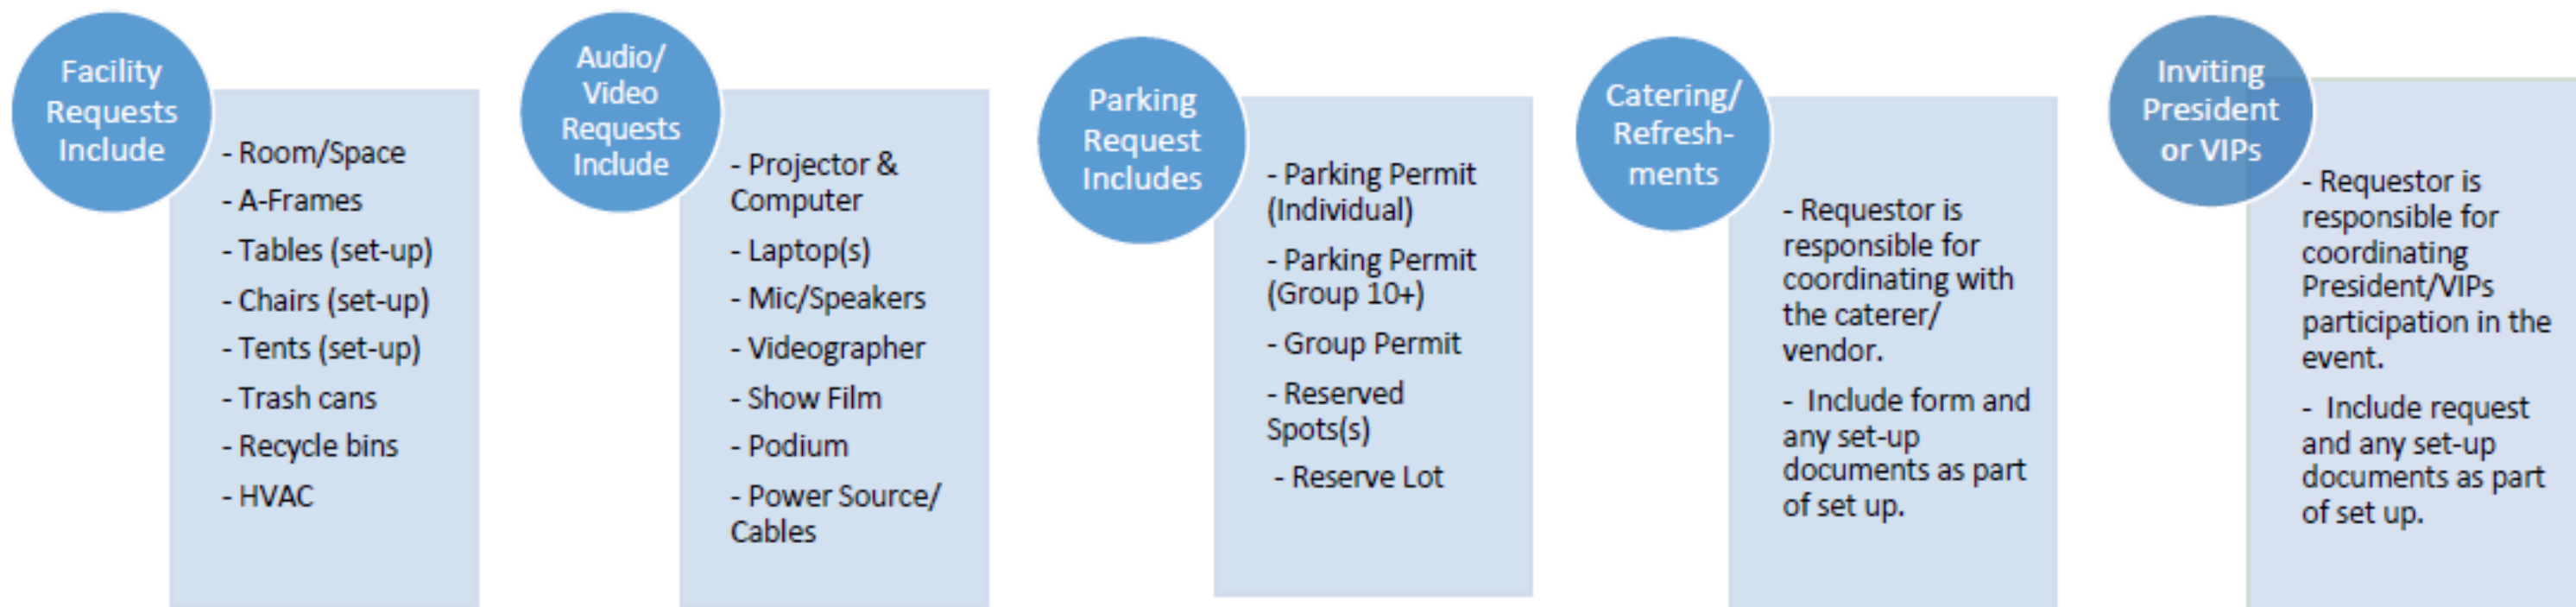 Facility
Requests
Include
- Room/Space
- A-Frames
- Tables (set-up)
- Chairs (set-up)
- Tents (set-up)
- Trash cans
- Recycle bins
- HVAC
Audio/
Video
Requests
Include
- Projector &
Computer
- Laptop(s)
- Mic/Speakers
- Videographer
- Show Film
- Podium
- Power Source/
Cables
Parking
Request
Includes
- Parking Permit
(Individual)
- Parking Permit
(Group 10+)
- Group Permit
- Reserved
Spots(s)
- Reserve Lot
Catering/
Refresh-
ments
- Requestor is
responsible for
coordinating with
the caterer/
vendor.
- Include form and
any set-up
documents as part
of set up.
Inviting
President
or VIPs
- Requestor is
responsible for
coordinating
President/VIPs
participation in the
event.
- Include request
and any set-up
documents as part
of set up.